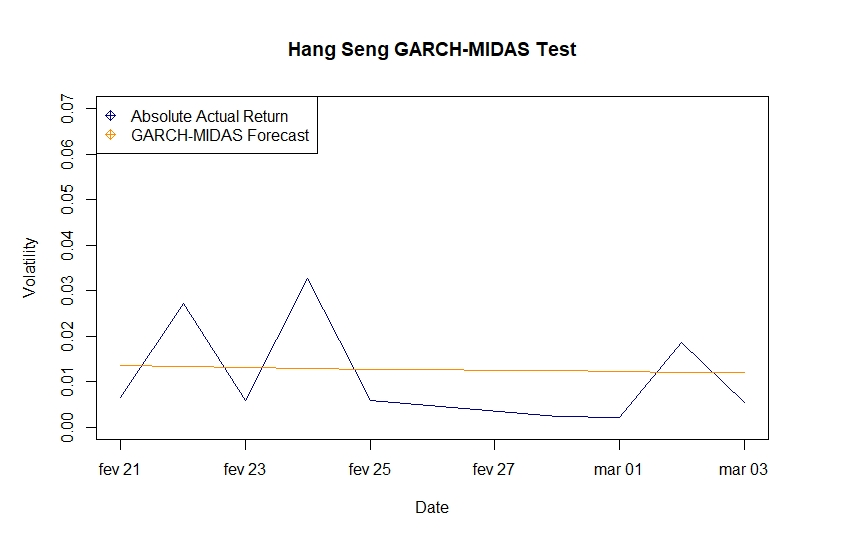 Hang Seng GARCH-MIDAS Test
Absolute Actual Return
GARCH-MIDAS Forecast
Volatility
0.07
0.06
0.05
0.04
0.03
0.02
0.01
0.00
fev 21 fev 23 fev 25 fev 27 mar 01 mar 03
Date